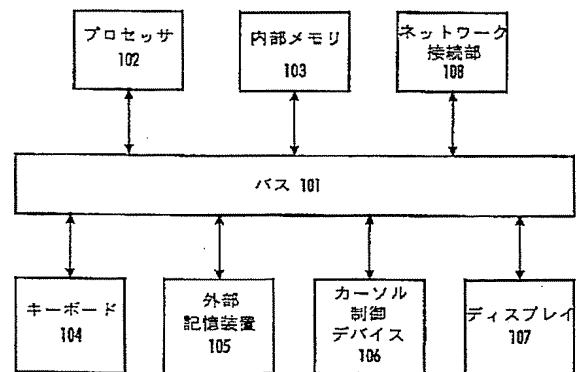 プロセッサ
102
内部メモリ
103
ネットワーク
接続部
108
バス 101
キーボード
104
外部
記憶装置
105
カーソル
制御
デバイス
106
ディスプレイ
107